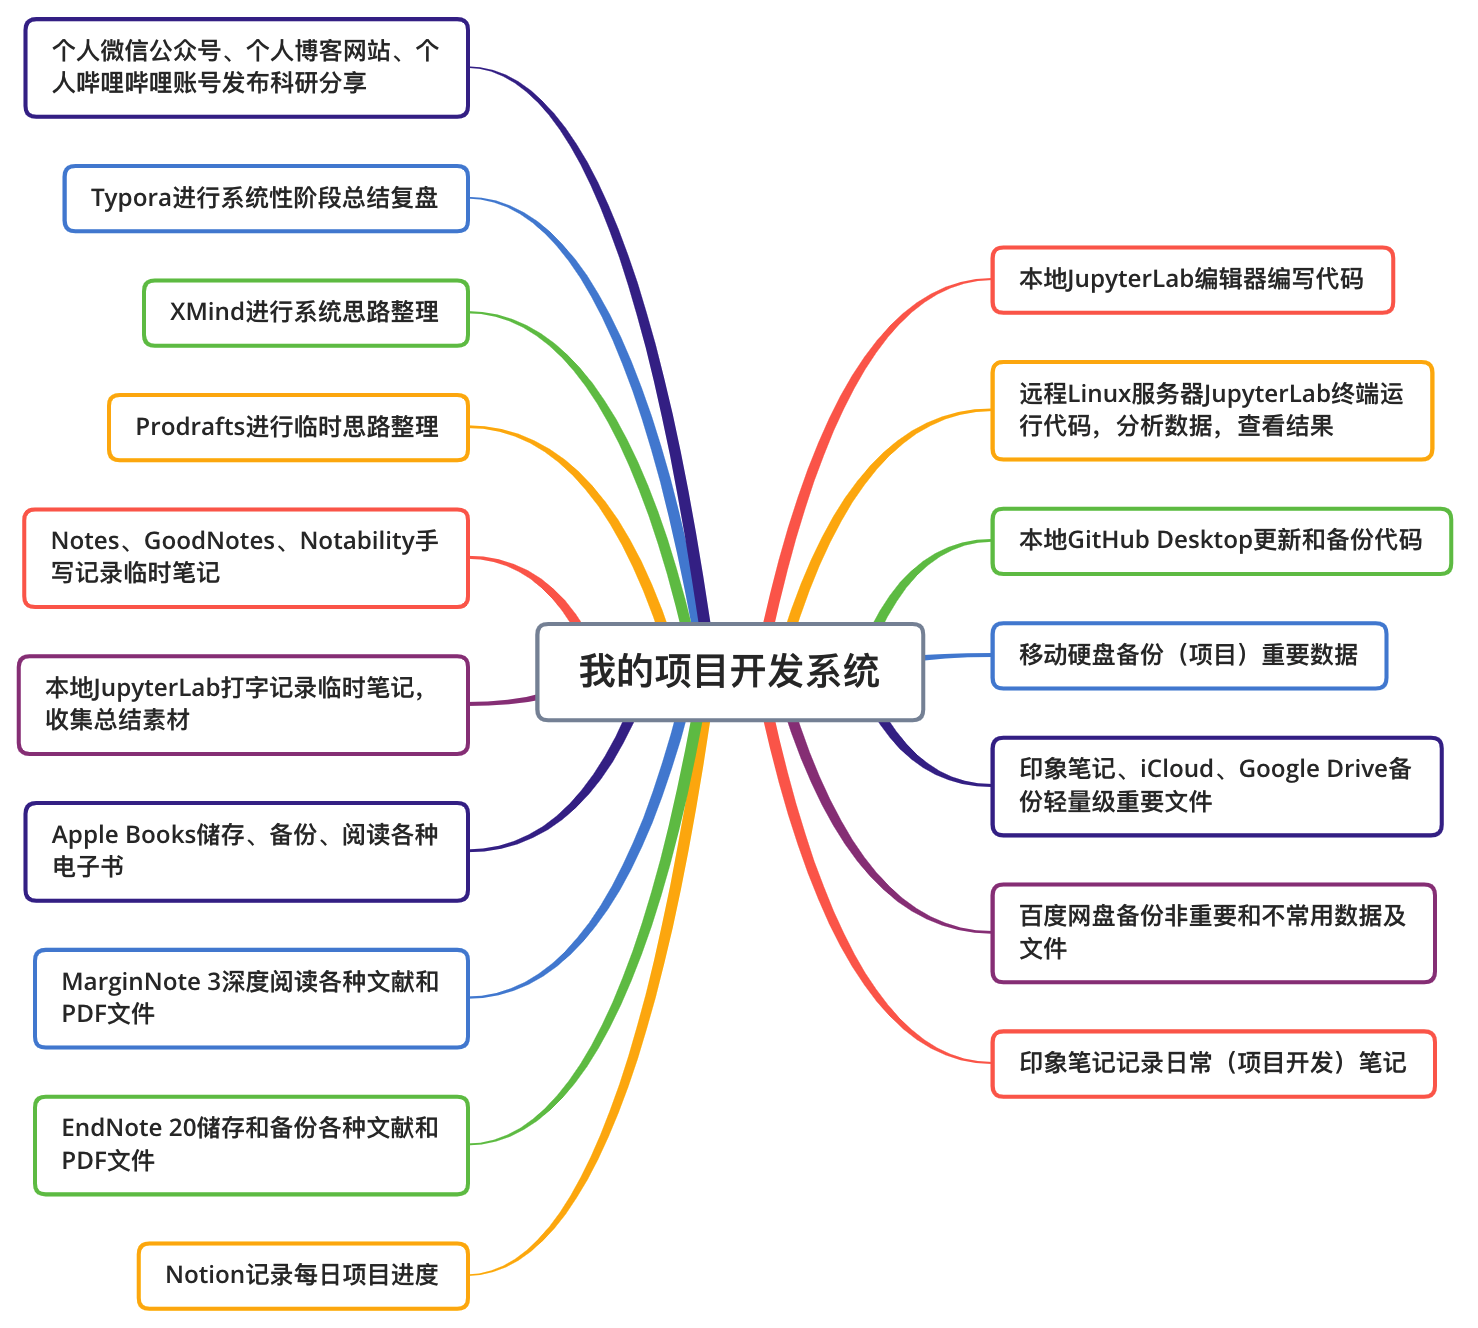 个人微信公众号、个人博客网站、个
人哔哩哔哩账号发布科研分享
Typora进行系统性阶段总结复盘
XMind进行系统思路整理
Prodrafts进行临时思路整理
Notes、GoodNotes、Notability手
写记录临时笔记
本地JupyterLab打字记录临时笔记，
收集总结素材
Apple Books储存、备份、阅读各种
电子书
MarginNote 3深度阅读各种文献和
PDF文件
EndNote 20储存和备份各种文献和
PDF文件
Notion记录每日项目进度
我的项目开发系统
本地JupyterLab编辑器编写代码
远程Linux服务器JupyterLab终端运
行代码，分析数据，查看结果
本地GitHub Desktop更新和备份代码
移动硬盘备份（项目）重要数据
印象笔记、iCloud、Google Drive备
份轻量级重要文件
百度网盘备份非重要和不常用数据及
文件
印象笔记记录日常（项目开发）笔记